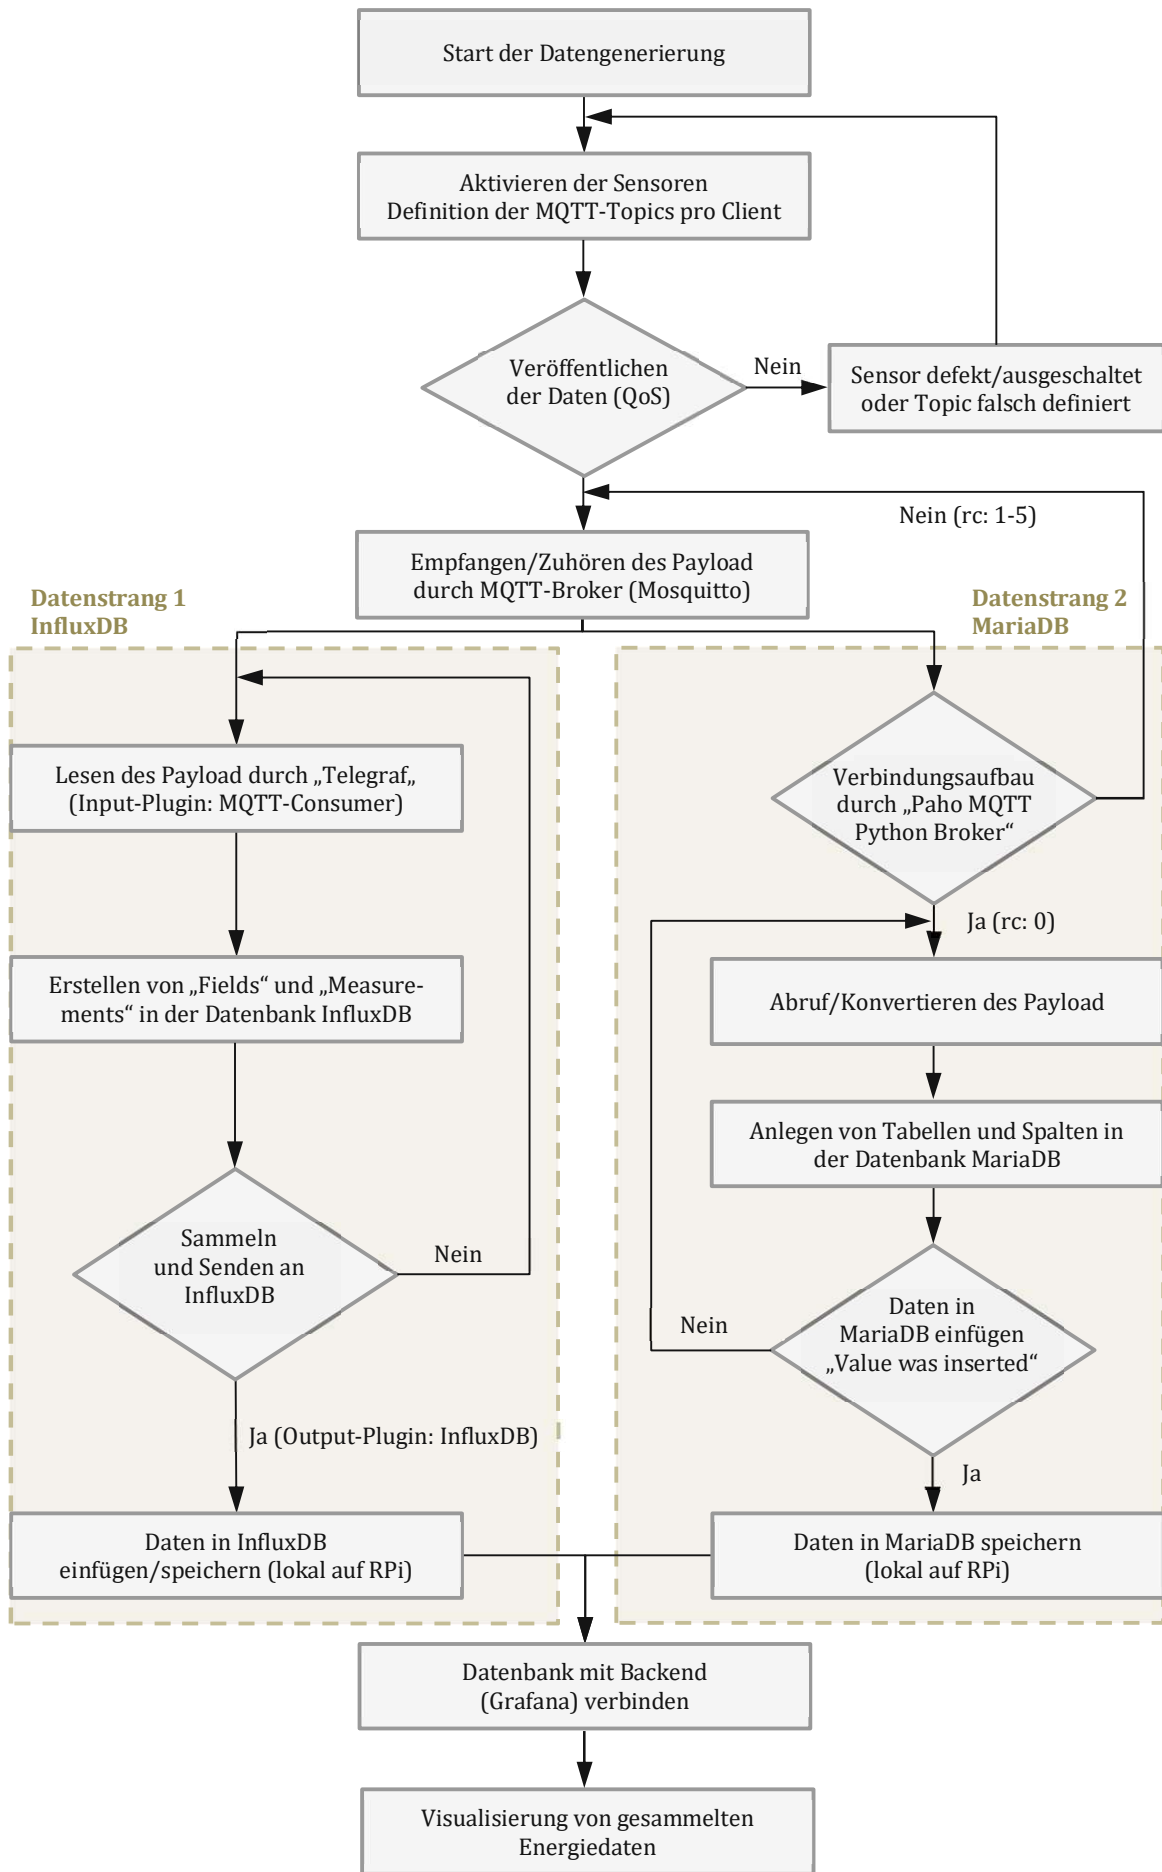 Start der Datengenerierung
Aktivieren der Sensoren
Definition der MQTT-Topics pro Client
Veröffentlichen
der Daten (QoS)
Nein
Sensor defekt/ausgeschaltet
oder Topic falsch definiert
Nein (rc: 1-5)
Empfangen/Zuhören des Payload
durch MQTT-Broker (Mosquitto)
Datenstrang 1
InfluxDB
Lesen des Payload durch „Telegraf„
(Input-Plugin: MQTT-Consumer)
Erstellen von „Fields“ und „Measure-
ments“ in der Datenbank InfluxDB
Sammeln
und Senden an
InfluxDB
Nein
Ja (Output-Plugin: InfluxDB)
Daten in InfluxDB
einfügen/speichern (lokal auf RPi)
Datenstrang 2
MariaDB
Verbindungsaufbau
durch „Paho MQTT
Python Broker“
Ja (rc: 0)
Abruf/Konvertieren des Payload
Anlegen von Tabellen und Spalten in
der Datenbank MariaDB
Daten in
MariaDB einfügen
„Value was inserted“
Nein
Ja
Daten in MariaDB speichern
(lokal auf RPi)
Datenbank mit Backend
(Grafana) verbinden
Visualisierung von gesammelten
Energiedaten